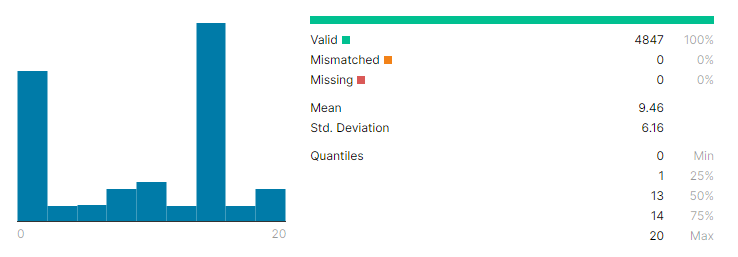 Valid 4847 100%
Mismatched 0 0%
Missing 0 0%
Mean 9.46
Std. Deviation 6.16
Quantiles 0 Min
1 25%
13 50%
14 75%
20 Max
0 20